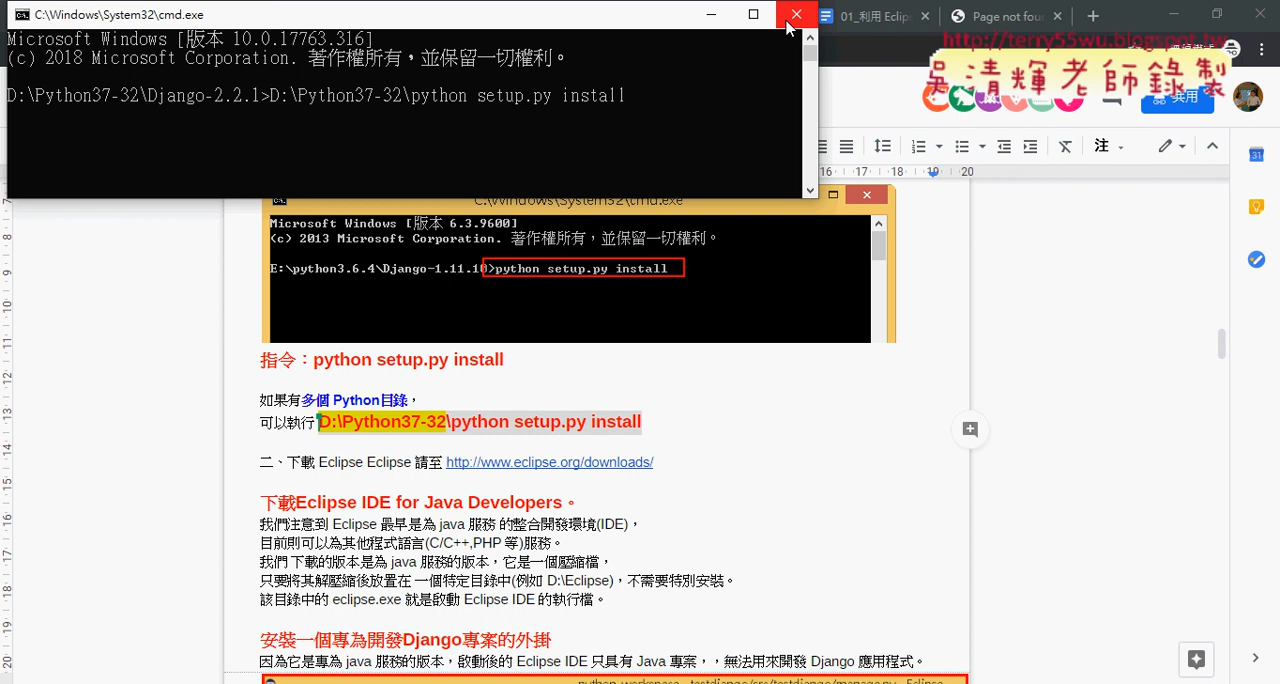 C:\Windows\System32\cmd.exe
01_利用 Eclip
Page not fou
Microsoft Windows [版本 10.0.17763.316]
(c) 2018 Microsoft Corporation. 著作權所有，並保留一切權利。
D:\Python37-32\Django-2.2.1>D:\Python37-32\python setup.py install
http://terry55wu.blogspot.tw
吳清輝老師錄製
共用
注
16 17 18 19 20
31
C:\Windows\System32\cmd.exe
Microsoft Windows [版本 6.3.9600]
(c) 2013 Microsoft Corporation. 著作權所有，並保留一切權利。
E:\python3.6.4\Django-1.11.10>python setup.py install
指令：python setup.py install
如果有多個 Python目錄，
可以執行 D:\Python37-32\python setup.py install
二、下載 Eclipse Eclipse 請至 http://www.eclipse.org/downloads/
下載Eclipse IDE for Java Developers。
我們注意到 Eclipse 最早是為 java 服務 的整合開發環境(IDE)，
目前則可以為其他程式語言(C/C++,PHP 等)服務。
我們 下載的版本是為 java 服務的版本，它是一個壓縮檔，
只要將其解壓縮後放置在 一個特定目錄中(例如 D:\Eclipse)，不需要特別安裝。
該目錄中的 eclipse.exe 就是啟動 Eclipse IDE 的執行檔。
安裝一個專為開發Django專案的外掛
因為它是專為 java 服務的版本，啟動後的 Eclipse IDE 只具有 Java 專案，，無法用來開發 Django 應用程式。
7
8
9
10
11
12
13
14
15
16
17
18
19
20